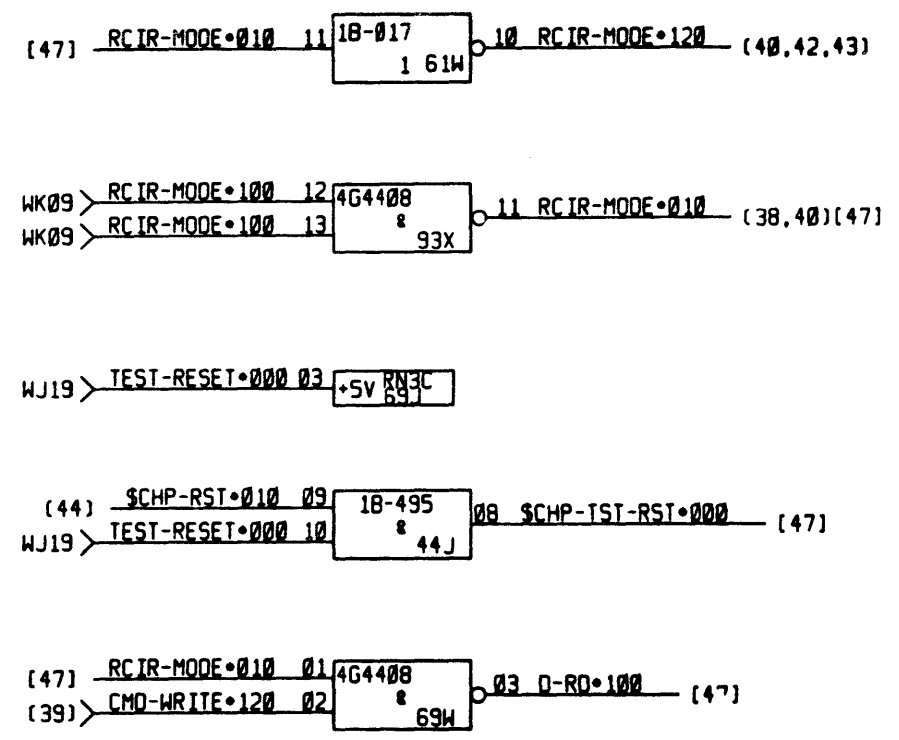 [47] RCIR-MODE•010 11 1B-017 10 RCIR-MODE•120 (40,42,43)
1 61W
WK09 RCIR-MODE•100 12 4G4408 11 RCIR-MODE•010 (38,40)[47]
WK09 RCIR-MODE•100 13 & 93X
WJ19 TEST-RESET•000 03 +5V RN3C
69J
(44) $CHP-RST•010 09 1B-495 08 $CHP-TST-RST•000 [47]
WJ19 TEST-RESET•000 10 & 44J
[47] RCIR-MODE•010 01 4G4408 03 D-RD•100 [47]
(39) CMD-WRITE•120 02 & 69W